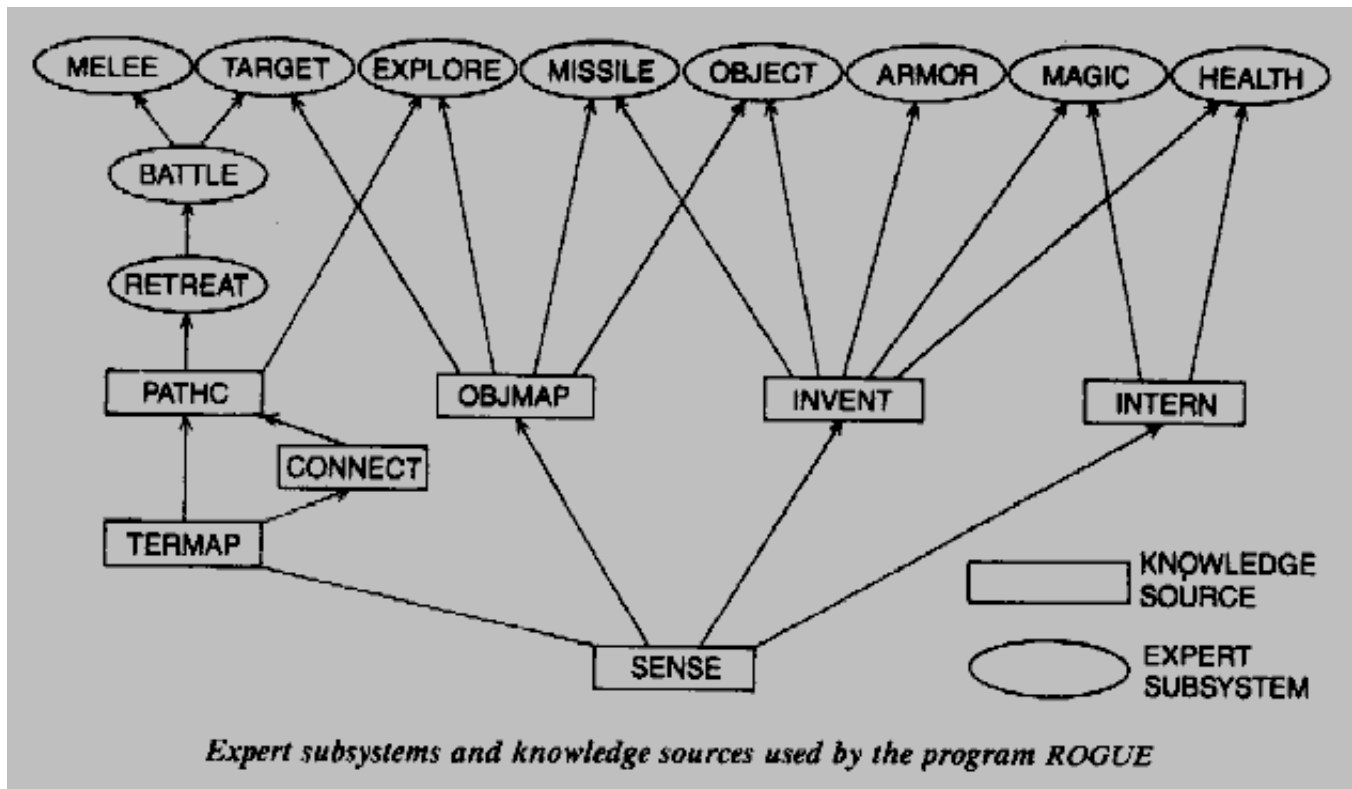 MELEE TARGET EXPLORE MISSILE OBJECT ARMOR MAGIC HEALTH
BATTLE
RETREAT
PATHC OBJMAP INVENT INTERN
CONNECT
TERMAP
KNOWLEDGE
SOURCE
SENSE
EXPERT
SUBSYSTEM
Expert subsystems and knowledge sources used by the program ROGUE